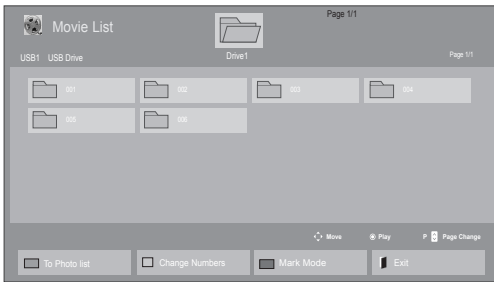 Page 1/1
Movie List
USB1 USB Drive
Drive1
Page 1/1
001
002
003
004
005
006
Move
Play
P Page Change
To Photo list
Change Numbers
Mark Mode
Exit